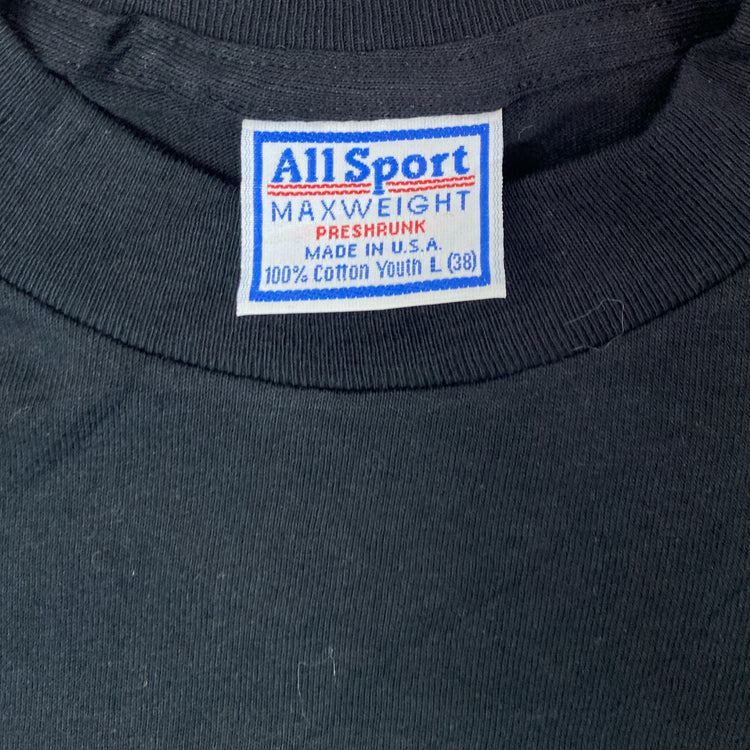 All Sport
MAXWEIGHT
PRESHRUNK
MADE IN U.S.A.
100% Cotton Youth L (38)